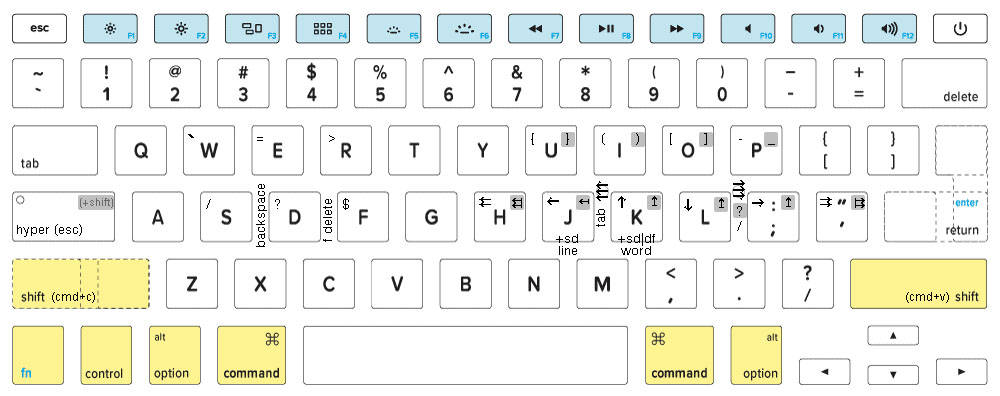 esc F1 F2 F3 F4 F5 F6 F7 F8 F9 F10 F11 F12
~ ! @ # $ % ^ & * ( ) – +
` 1 2 3 4 5 6 7 8 9 0 - = delete
tab Q ` W = E > R T Y { } U ( ) I [ ] O - _ P { [ } ]
hyper (esc) (+shift) A / S backspace ? D f delete $ F G ⇇ H ← J tab ⇈ ↑ K ↥ ↓ L ↥ ⇊ ? / → : ; ↥ ⇉ “ ” enter return
+sd line +sd|df word
shift (cmd+c) Z X C V B N M < , > . ? / (cmd+v) shift
fn control alt option ⌘ command ⌘ command alt option ◄ ▲ ▼ ►